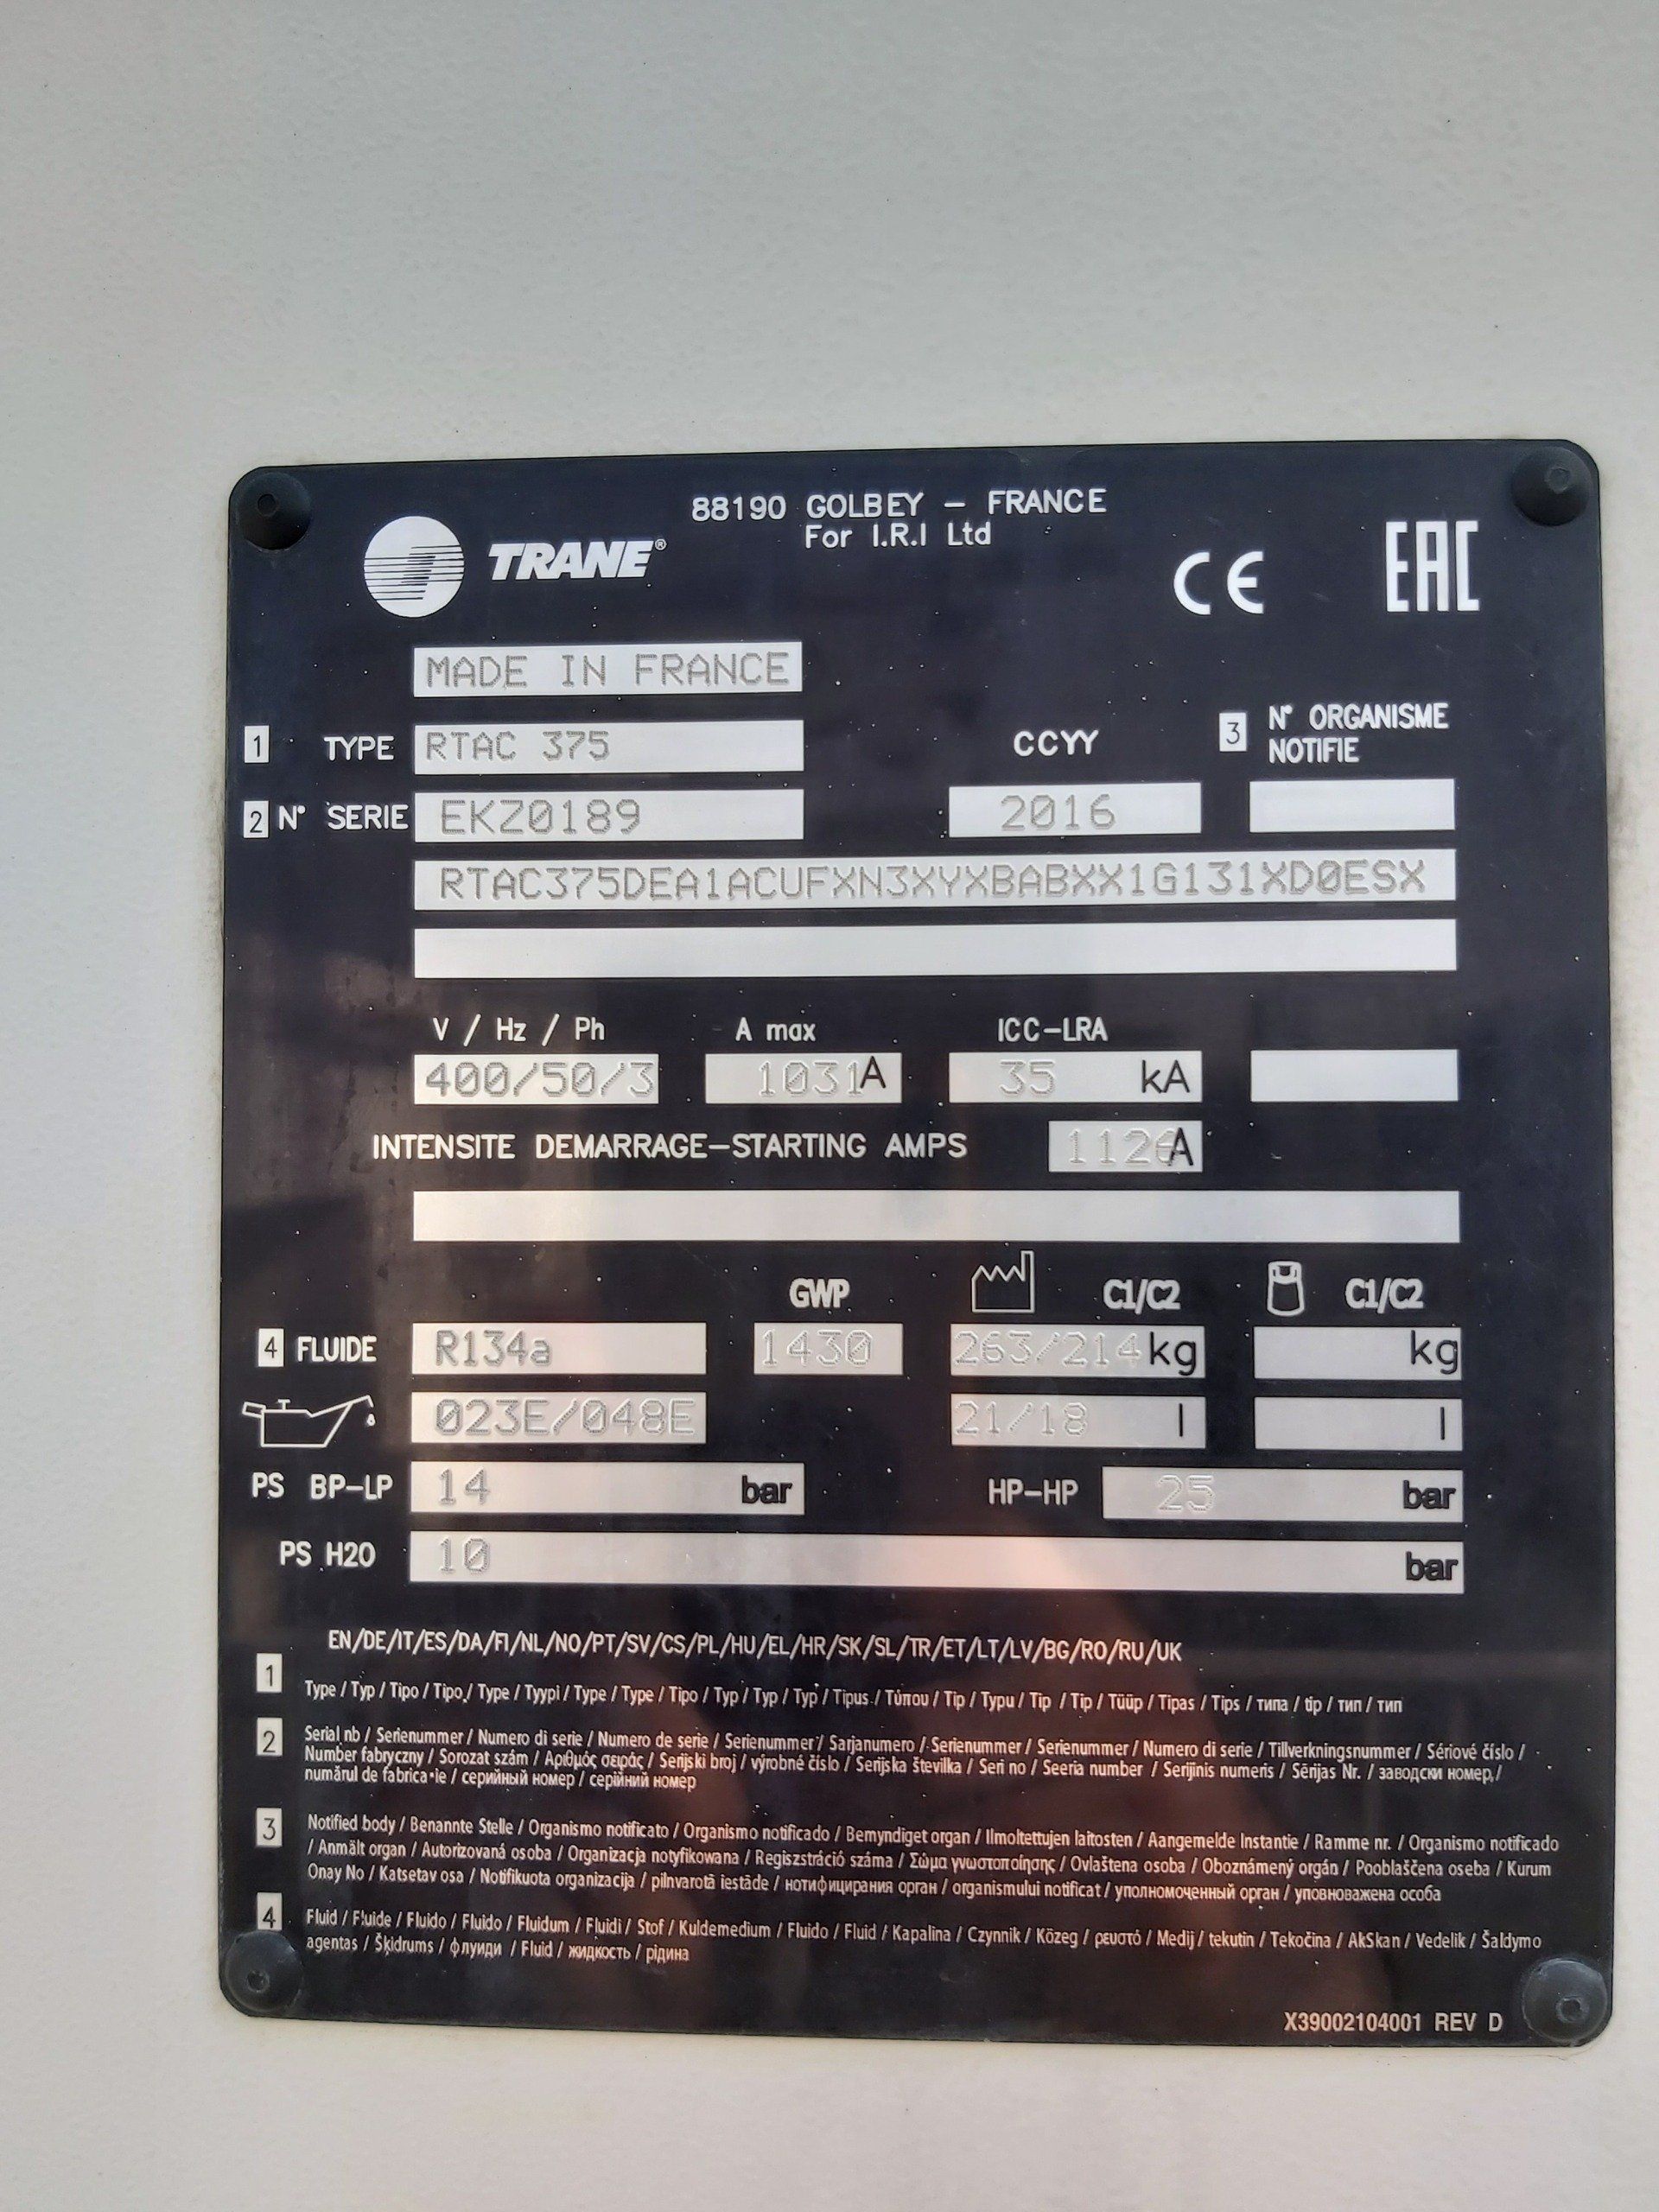 88190 GOLBEY – FRANCE
For I.R.I Ltd
TRANE®
CE
EAC
MADE IN FRANCE
1 TYPE RTAC 375 CCYY 3 N° ORGANISME
NOTIFIE
2 N° SERIE EKZ0189 2016
RTAC375DEA1ACUFXN3XYXBABXX1G131XD0ESX
V / Hz / Ph A max ICC-LRA
400/50/3 1031A 35 kA
INTENSITE DEMARRAGE-STARTING AMPS 1126A
GWP C1/C2 C1/C2
4 FLUIDE R134a 1430 263/214kg kg
023E/048E 21/18 l l
PS BP-LP 14 bar HP-HP 25 bar
PS H20 10 bar
EN/DE/IT/ES/DA/FI/NL/NO/PT/SV/CS/PL/HU/EL/HR/SK/SL/TR/ET/LT/LV/BG/RO/RU/UK
1 Type / Typ / Tipo / Tipo / Type / Tyypi / Type / Type / Tipo / Typ / Typ / Typ / Tipus / Τύπου / Tip / Typu / Tip / Tip / Tüüp / Tipas / Tips / типа / tip / тип / тип
2 Serial nb / Serienummer / Numero di serie / Numero de serie / Serienummer / Sarjanumero / Serienummer / Serienummer / Numero di serie / Tillverkningsnummer / Sériové číslo /
Number fabryczny / Sorozat szám / Αριθμός σειράς / Serijski broj / výrobné číslo / Serijska številka / Seri no / Seeria number / Serijinis numeris / Sērijas Nr. / заводски номер, /
numărul de fabrica•ie / серийный номер / серійний номер
3 Notified body / Benannte Stelle / Organismo notificato / Organismo notificado / Bemyndiget organ / Ilmoitettujen laitosten / Aangemelde Instantie / Ramme nr. / Organismo notificado
/ Anmält organ / Autorizovaná osoba / Organizacja notyfikowana / Regiszstráció száma / Σώμα γνωστοποίησης / Ovlaštena osoba / Oboznámený orgán / Pooblaščena oseba / Kurum
Onay No / Katsetav osa / Notifikuota organizacija / pilnvarotā iestāde / нотифицирания орган / organismului notificat / уполномоченный орган / уповноважена особа
4 Fluid / Fluide / Fluido / Fluido / Fluidum / Fluidi / Stof / Kuldemedium / Fluido / Fluid / Kapalina / Czynnik / Közeg / ρευστό / Medij / tekutin / Tekočina / AkSkan / Vedelik / Šaldymo
agentas / Šķidrums / флуиди / Fluid / жидкость / рідина
X39002104001 REV D